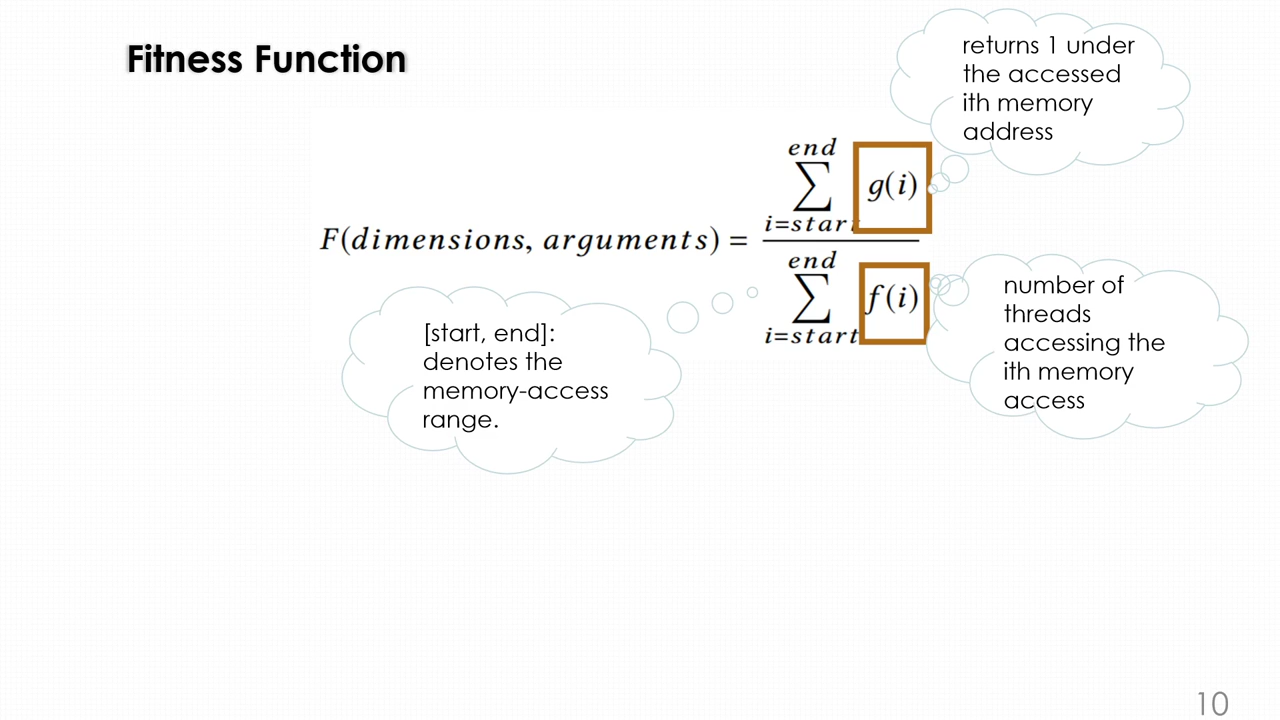 Fitness Function
returns 1 under
the accessed
ith memory
address
F(dimensions, arguments) =
end
∑ g(i)
i=start
end
∑ f(i)
i=start
number of
threads
accessing the
ith memory
access
[start, end]:
denotes the
memory-access
range.
10